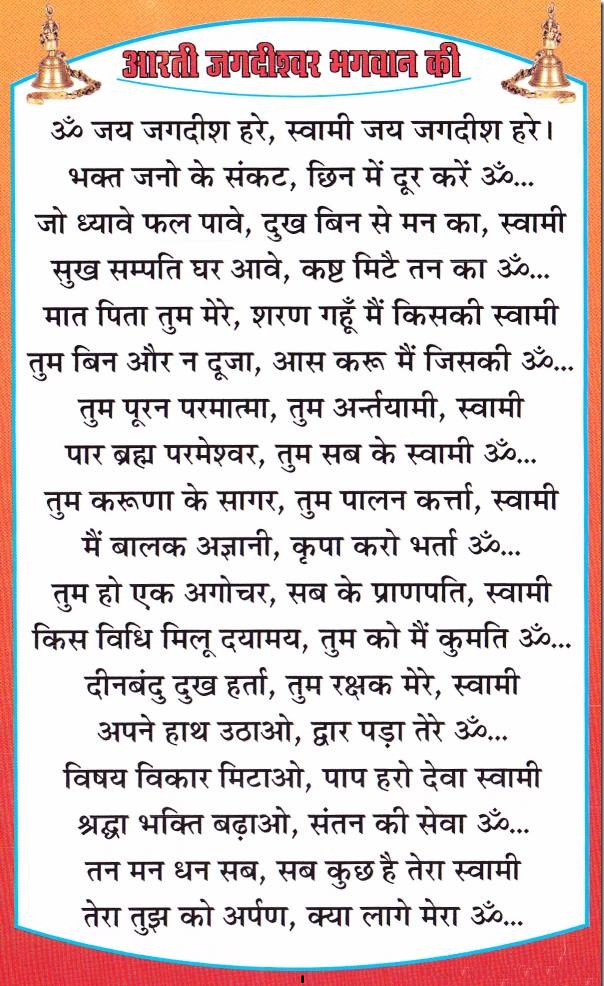 आरती जगदीश्वर भगवान की
ॐ जय जगदीश हरे, स्वामी जय जगदीश हरे।
भक्त जनो के संकट, छिन में दूर करें ॐ...
जो ध्यावे फल पावे, दुख बिन से मन का, स्वामी
सुख सम्पति घर आवे, कष्ट मिटै तन का ॐ...
मात पिता तुम मेरे, शरण गहूँ मैं किसकी स्वामी
तुम बिन और न दूजा, आस करू मैं जिसकी ॐ...
तुम पूरन परमात्मा, तुम अर्न्तयामी, स्वामी
पार ब्रह्म परमेश्वर, तुम सब के स्वामी ॐ...
तुम करूणा के सागर, तुम पालन कर्त्ता, स्वामी
मैं बालक अज्ञानी, कृपा करो भर्ता ॐ...
तुम हो एक अगोचर, सब के प्राणपति, स्वामी
किस विधि मिलू दयामय, तुम को मैं कुमति ॐ...
दीनबंदु दुख हर्ता, तुम रक्षक मेरे, स्वामी
अपने हाथ उठाओ, द्वार पड़ा तेरे ॐ...
विषय विकार मिटाओ, पाप हरो देवा स्वामी
श्रद्धा भक्ति बढ़ाओ, संतन की सेवा ॐ...
तन मन धन सब, सब कुछ है तेरा स्वामी
तेरा तुझ को अर्पण, क्या लागे मेरा ॐ...